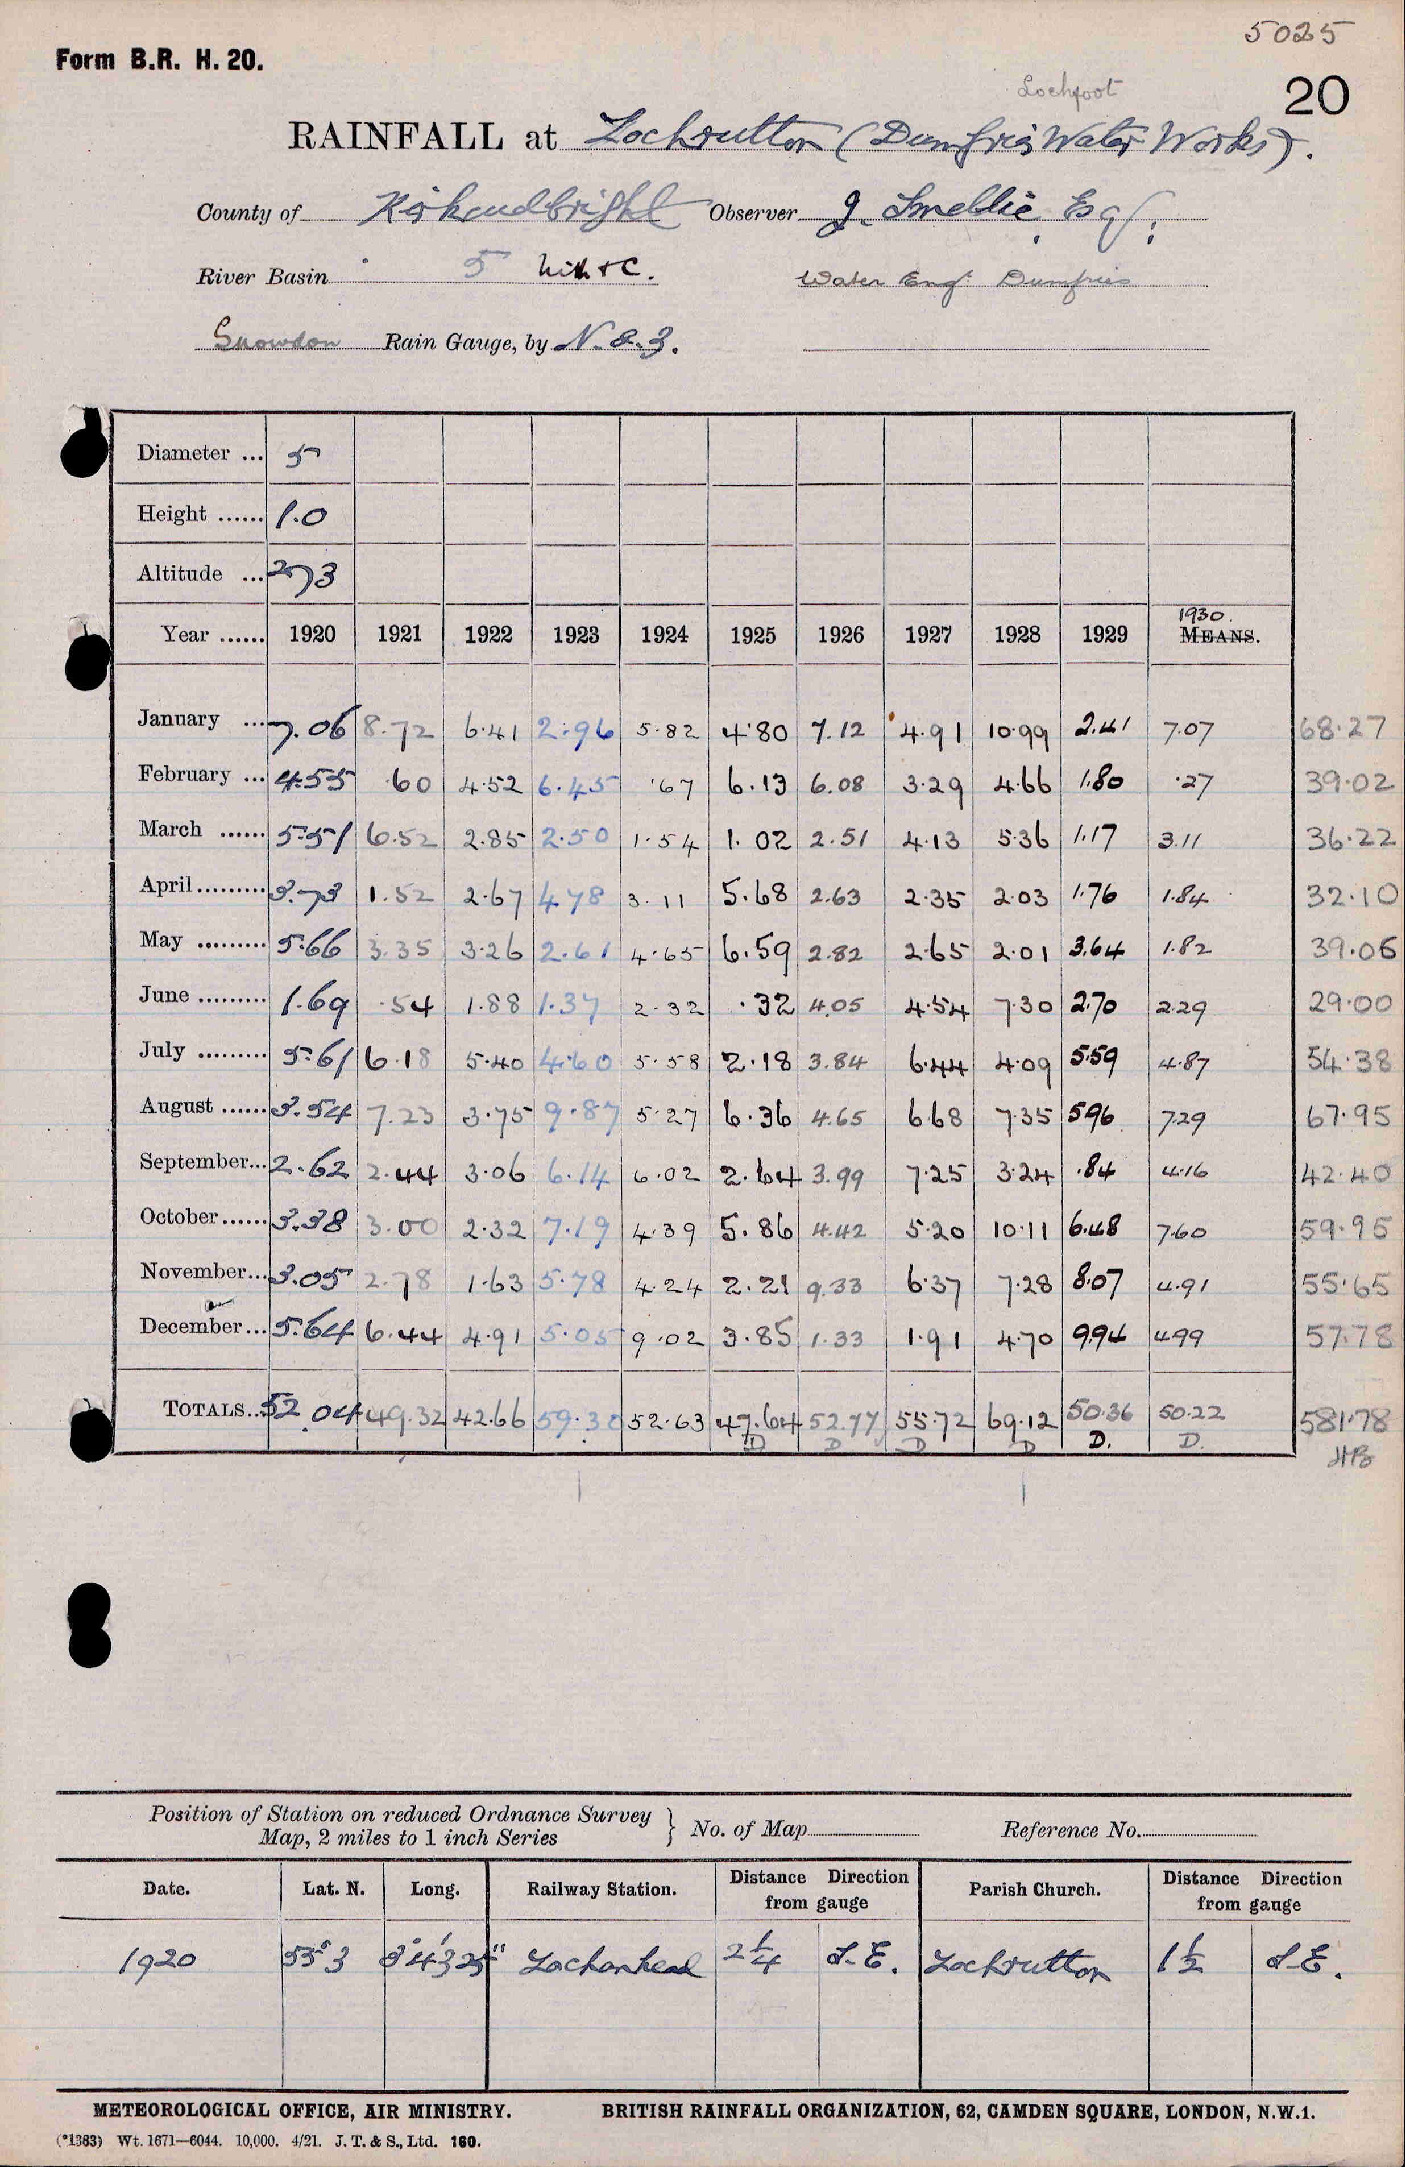 5025
Form B.R. H. 20.
Lochfoot
20
RAINFALL at Lochrutton (Dumfries Water Works).
County of Kirkcudbright Observer J. Smellie, Esq.
River Basin 5 Nith &c. Water Eng. Dumfries
Snowdon Rain Gauge, by N. & Z.
Diameter ... 5
Height ...... 1.0
Altitude ... 273
1930.
Year ...... 1920 1921 1922 1923 1924 1925 1926 1927 1928 1929 MEANS.
January ... 7.06 8.72 6.41 2.96 5.82 4.80 7.12 4.91 10.99 2.41 7.07 68.27
February ... 4.55 .60 4.52 6.45 .67 6.13 6.08 3.29 4.66 1.80 .27 39.02
March ...... 5.51 6.52 2.85 2.50 1.54 1.02 2.51 4.13 5.36 1.17 3.11 36.22
April......... 3.73 1.52 2.67 4.78 3.11 5.68 2.63 2.35 2.03 1.76 1.84 32.10
May ......... 5.66 3.35 3.26 2.61 4.65 6.59 2.82 2.65 2.01 3.64 1.82 39.06
June ......... 1.69 .54 1.88 1.37 2.32 .32 4.05 4.54 7.30 2.70 2.29 29.00
July ......... 5.61 6.18 5.40 4.60 5.58 2.18 3.84 6.44 4.09 5.59 4.87 54.38
August ...... 3.54 7.23 3.75 9.87 5.27 6.36 4.65 6.68 7.35 5.96 7.29 67.95
September... 2.62 2.44 3.06 6.14 6.02 2.64 3.99 7.25 3.24 .84 4.16 42.40
October...... 3.38 3.00 2.32 7.19 4.39 5.86 4.42 5.20 10.11 6.48 7.60 59.95
November... 3.05 2.78 1.63 5.78 4.24 2.21 9.33 6.37 7.28 8.07 4.91 55.65
December... 5.64 6.44 4.91 5.05 9.02 3.85 1.33 1.91 4.70 9.94 4.99 57.78
TOTALS... 52.04 49.32 42.66 59.30 52.63 47.64 52.77 55.72 69.12 50.36 50.22 581.78
D D D D D. D.
Position of Station on reduced Ordnance Survey
Map, 2 miles to 1 inch Series } No. of Map Reference No.
Date. Lat. N. Long. Railway Station. Distance Direction from gauge Parish Church. Distance Direction from gauge
1920 55° 3 3° 43' 25" Lochanhead 2 1/4 S.E. Lochrutton 1 1/2 S.E.
METEOROLOGICAL OFFICE, AIR MINISTRY. BRITISH RAINFALL ORGANIZATION, 62, CAMDEN SQUARE, LONDON, N.W.1.
(*1383) Wt. 1671—6044. 10,000. 4/21. J. T. & S., Ltd. 160.